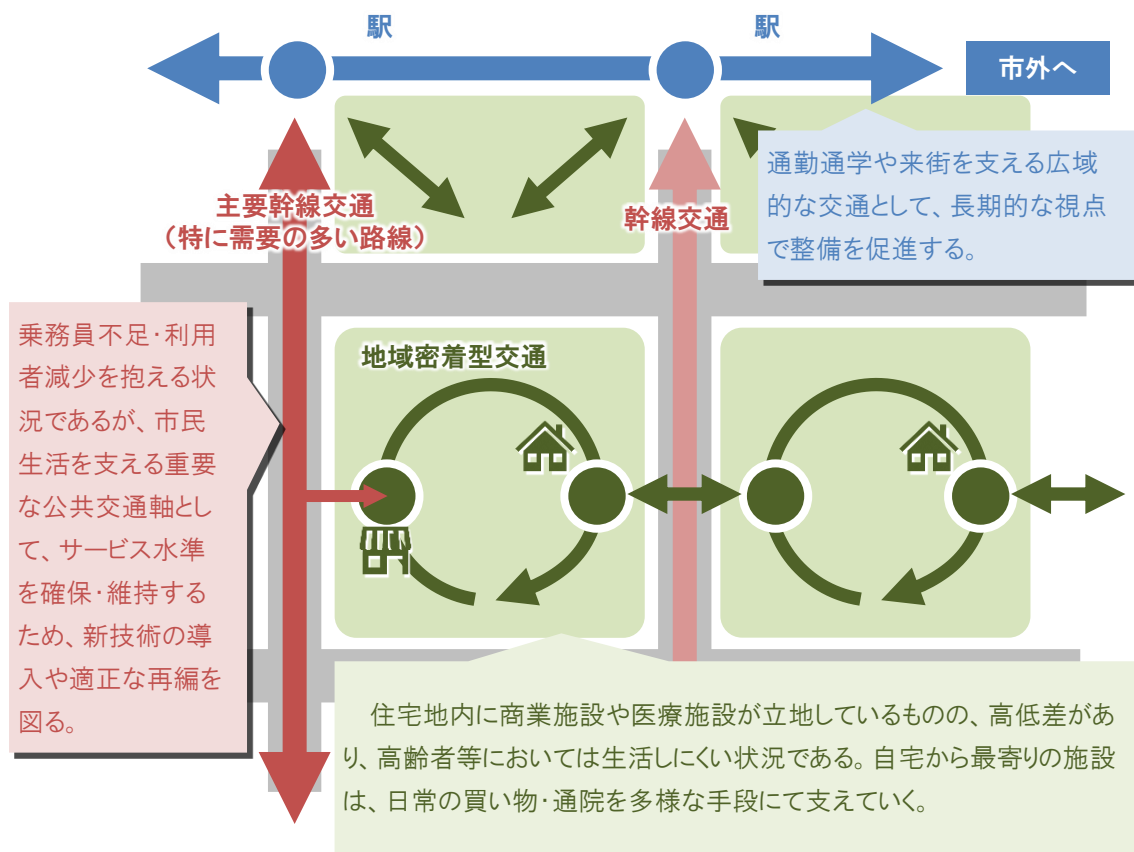 駅
駅
市外へ
通勤通学や来街を支える広域
的な交通として、長期的な視点
で整備を促進する。
主要幹線交通
（特に需要の多い路線）
幹線交通
乗務員不足・利用
者減少を抱える状
況であるが、市民
生活を支える重要
な公共交通軸とし
て、サービス水準
を確保・維持する
ため、新技術の導
入や適正な再編を
図る。
地域密着型交通
住宅地内に商業施設や医療施設が立地しているものの、高低差があ
り、高齢者等においては生活しにくい状況である。自宅から最寄りの施設
は、日常の買い物・通院を多様な手段にて支えていく。